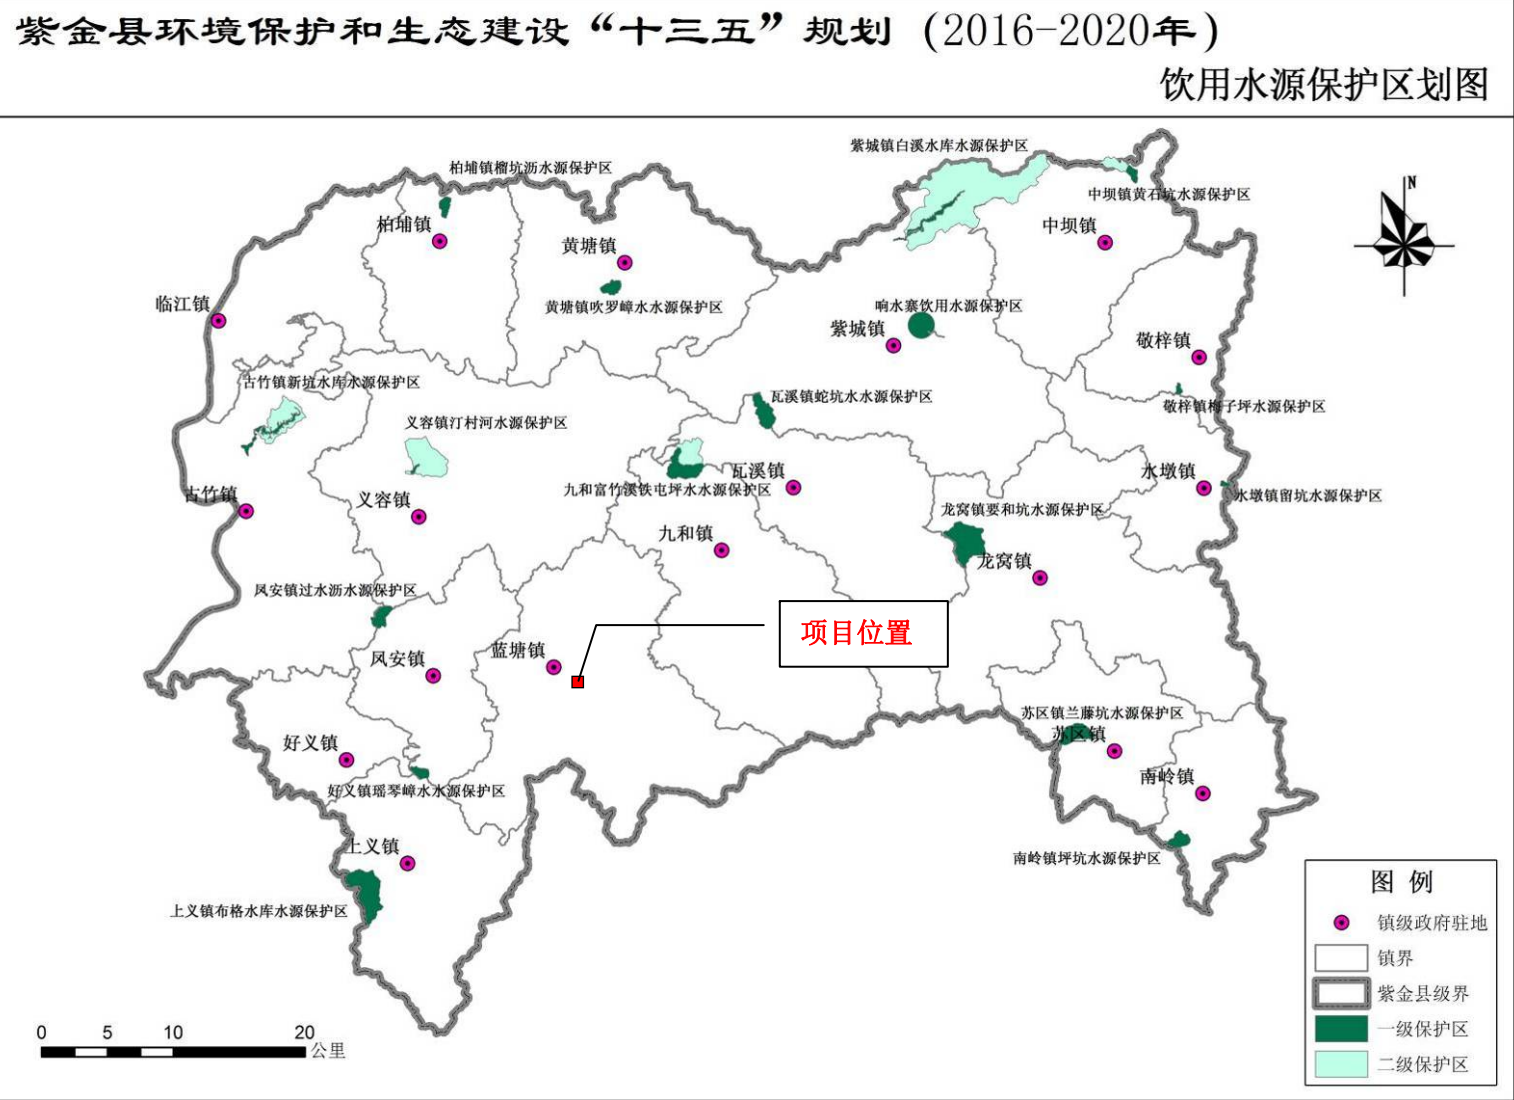 紫金县环境保护和生态建设“十三五”规划（2016-2020年）
饮用水源保护区划图
紫城镇白溪水库水源保护区
柏埔镇榴坑沥水源保护区
中坝镇黄石坑水源保护区
N
柏埔镇
黄塘镇
中坝镇
临江镇
黄塘镇吹罗嶂水水源保护区
响水寨饮用水源保护区
紫城镇
敬梓镇
古竹镇新坑水库水源保护区
瓦溪镇蛇坑水水源保护区
敬梓镇梅子坪水源保护区
义容镇汀村河水源保护区
瓦溪镇
水墩镇
九和富竹溪铁屯坪水水源保护区
水墩镇留坑水源保护区
古竹镇
义容镇
龙窝镇要和坑水源保护区
九和镇
龙窝镇
凤安镇过水沥水源保护区
项目位置
蓝塘镇
凤安镇
苏区镇兰藤坑水源保护区
苏区镇
好义镇
南岭镇
好义镇瑶琴嶂水水源保护区
上义镇
南岭镇坪坑水源保护区
上义镇布格水库水源保护区
图 例
镇级政府驻地
镇界
紫金县级界
一级保护区
二级保护区
0 5 10 20
公里